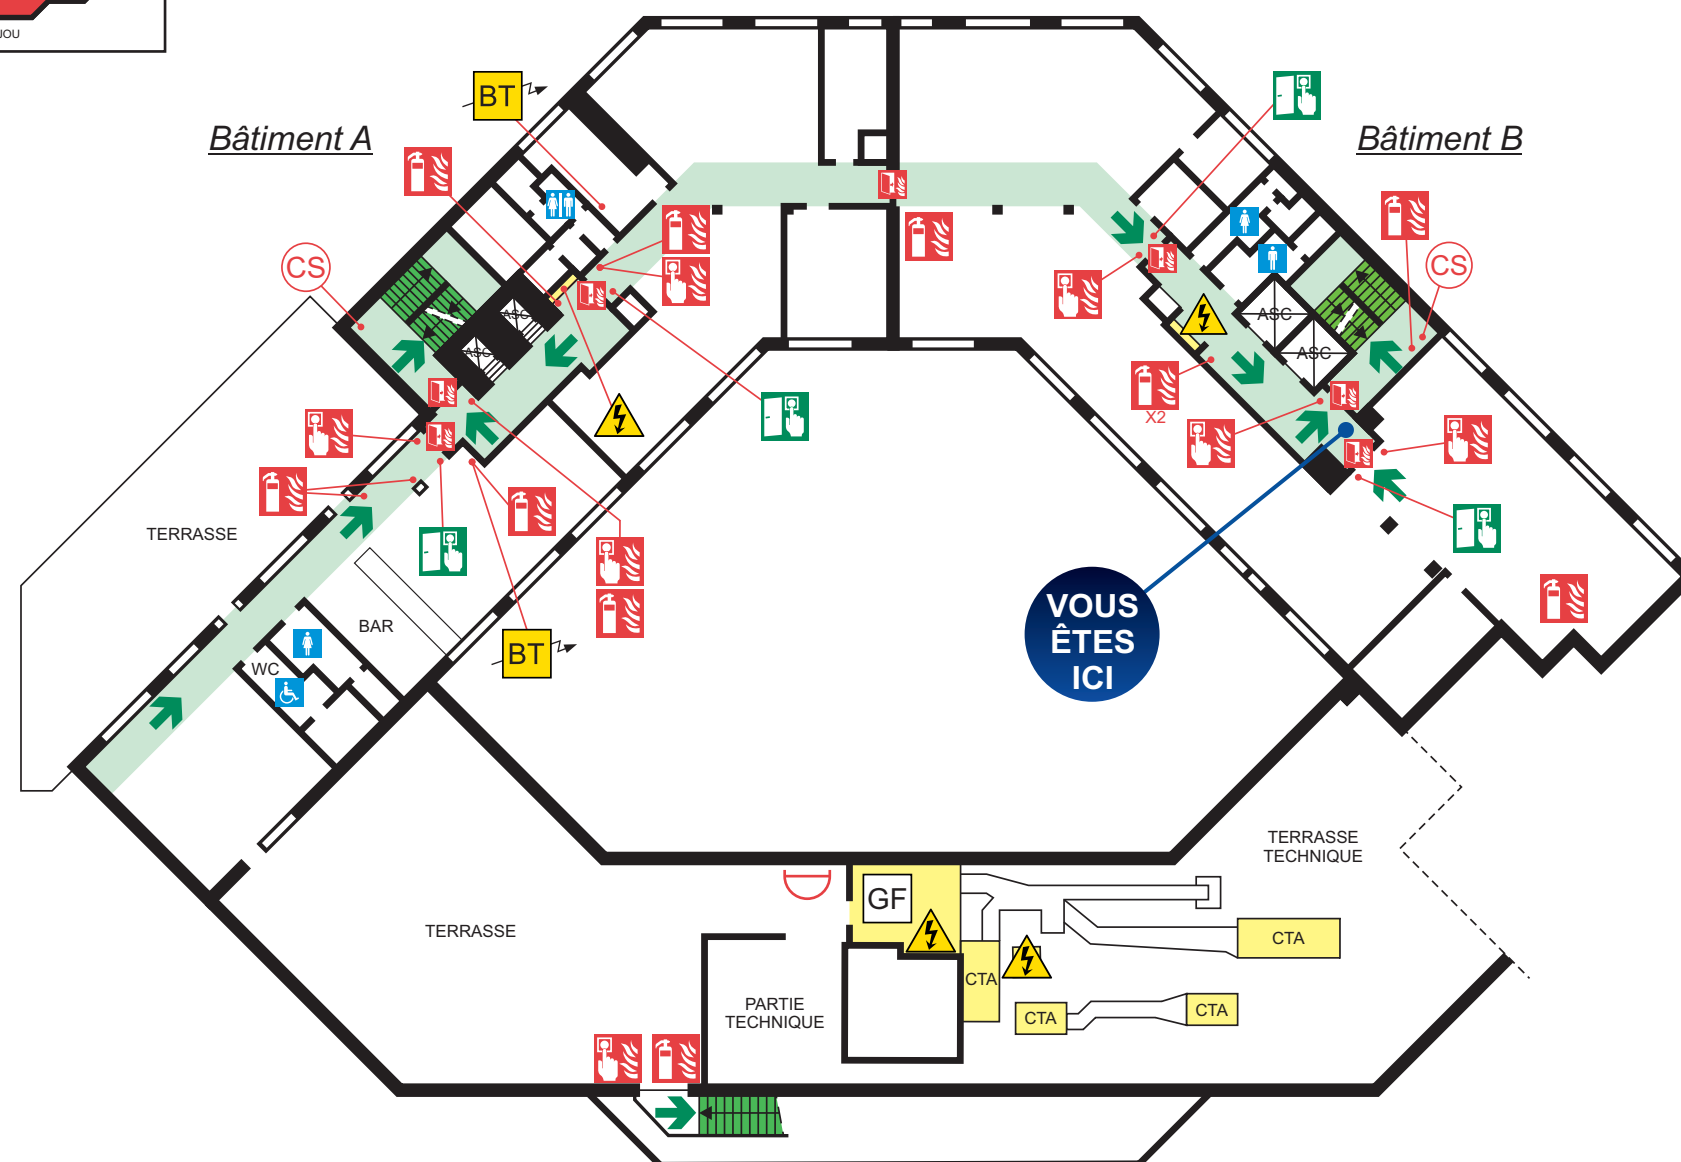 JOU
Bâtiment A
BT
Bâtiment B
CS
CS
ASC
ASC
ASC
ASC
X2
TERRASSE
BAR
WC
BT
VOUS
ÊTES
ICI
TERRASSE
TECHNIQUE
TERRASSE
GF
CTA
CTA
CTA
CTA
PARTIE
TECHNIQUE